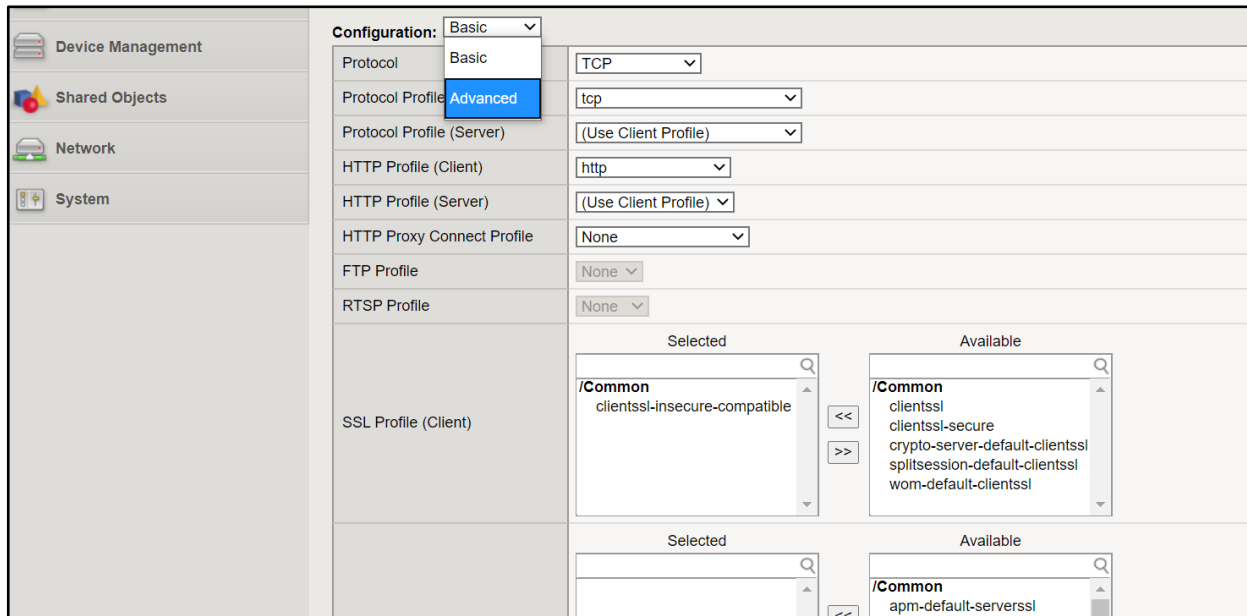 Configuration: Basic
Basic
Advanced
Device Management
Shared Objects
Network
System
Protocol TCP
Protocol Profile tcp
Protocol Profile (Server) (Use Client Profile)
HTTP Profile (Client) http
HTTP Profile (Server) (Use Client Profile)
HTTP Proxy Connect Profile None
FTP Profile None
RTSP Profile None
SSL Profile (Client)
Selected
/Common
clientssl-insecure-compatible
<<
>>
Available
/Common
clientssl
clientssl-secure
crypto-server-default-clientssl
splitsession-default-clientssl
wom-default-clientssl
Selected
<<
Available
/Common
apm-default-serverssl